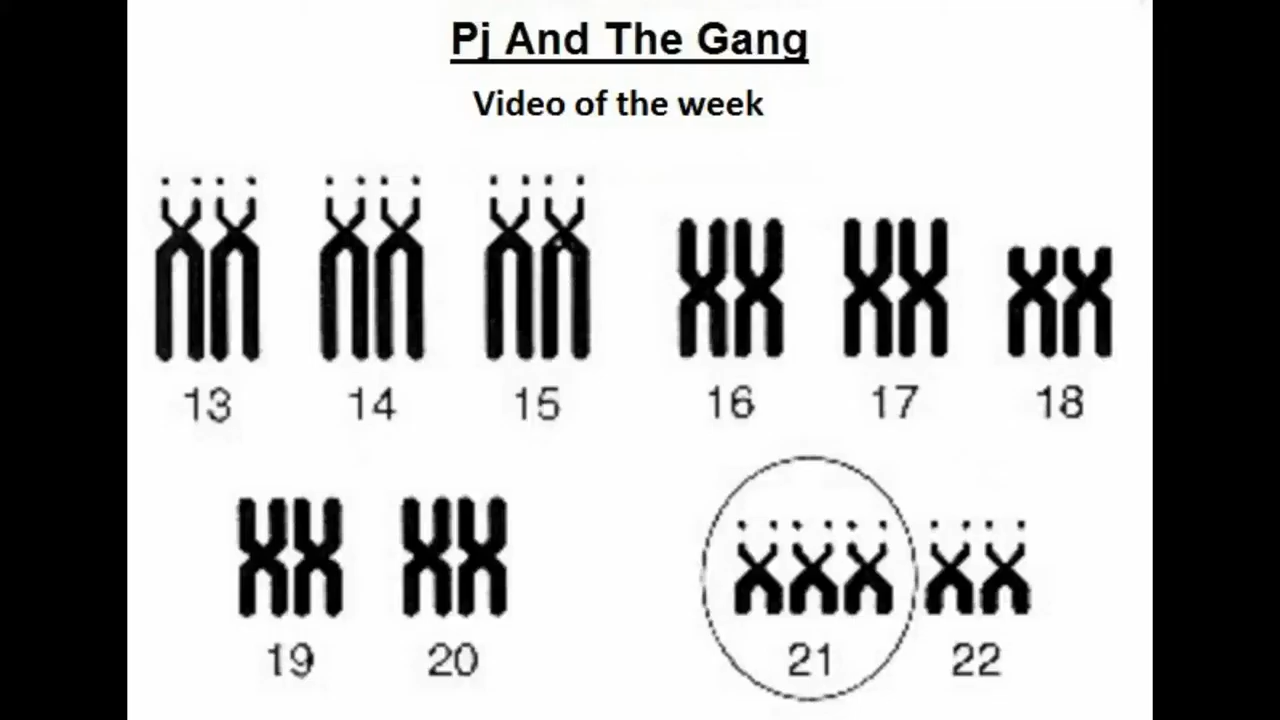 Pj And The Gang
Video of the week
13 14 15 16 17 18
19 20 21 22